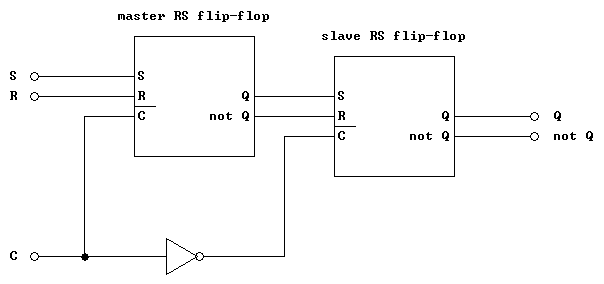 master RS flip-flop
slave RS flip-flop
S S
R R Q S
C not Q R Q Q
C not Q not Q
C